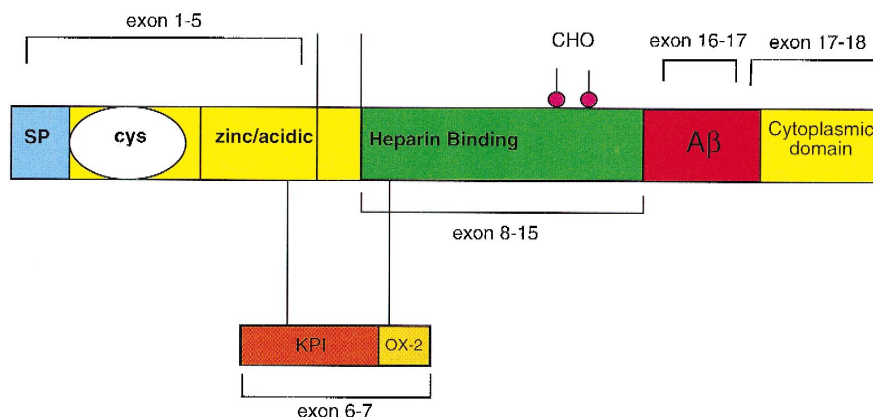 exon 1-5
CHO
exon 16-17
exon 17-18
SP
cys
zinc/acidic
Heparin Binding
Aβ
Cytoplasmic
domain
exon 8-15
KPI
OX-2
exon 6-7